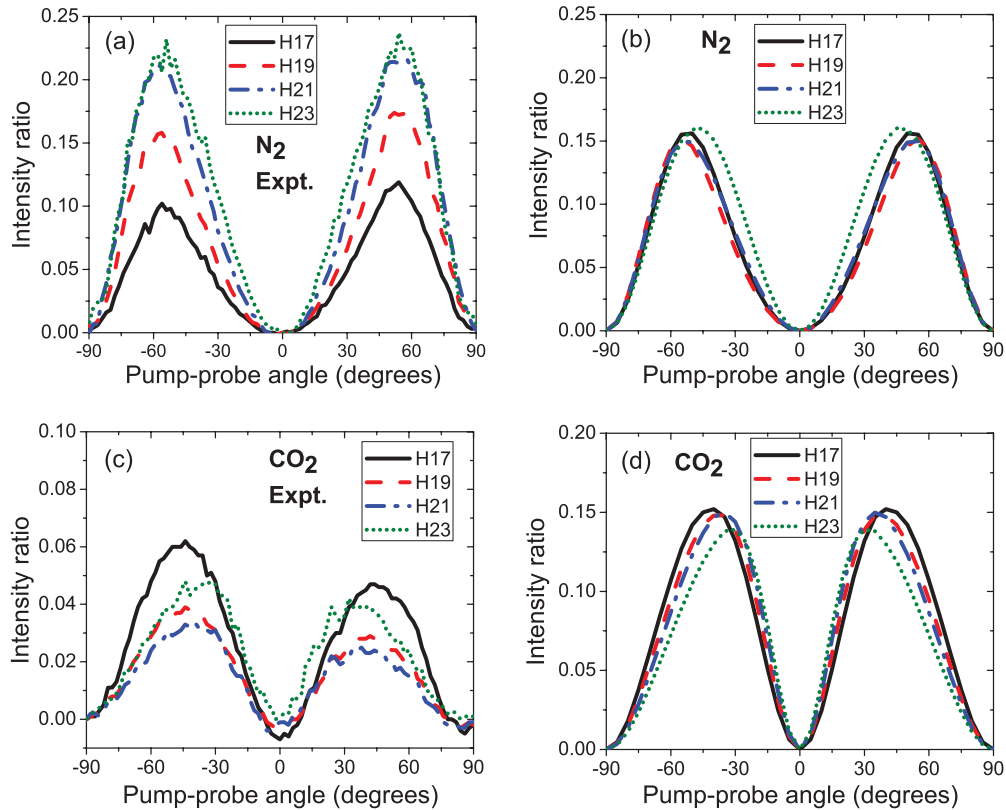 (a)
H17
H19
H21
H23
N2
Expt.
0.25
0.20
0.15
0.10
0.05
0.00
Intensity ratio
-90 -60 -30 0 30 60 90
Pump-probe angle (degrees)
(b)
N2
H17
H19
H21
H23
0.25
0.20
0.15
0.10
0.05
0.00
Intensity ratio
-90 -60 -30 0 30 60 90
Pump-probe angle (degrees)
(c)
CO2
Expt.
H17
H19
H21
H23
0.10
0.08
0.06
0.04
0.02
0.00
Intensity ratio
-90 -60 -30 0 30 60 90
Pump-probe angle (degrees)
(d)
CO2
H17
H19
H21
H23
0.20
0.15
0.10
0.05
0.00
Intensity ratio
-90 -60 -30 0 30 60 90
Pump-probe angle (degrees)